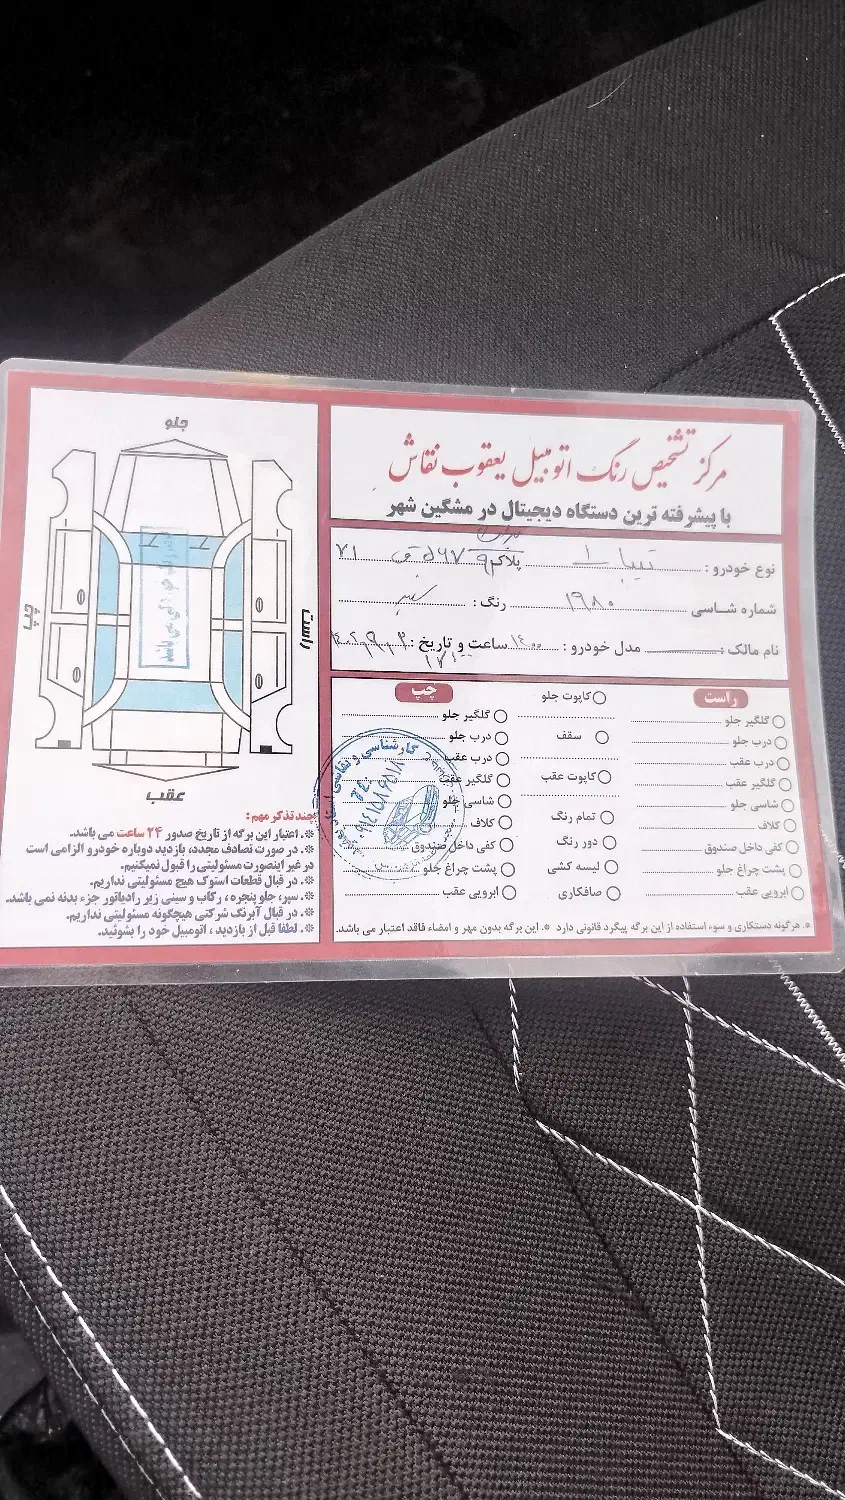 مرکز تشخیص رنگ اتومبیل یعقوب نقاش
با پیشرفته ترین دستگاه دیجیتال در مشگین شهر
نوع خودرو : تیبا پلاک ۵۶۷ ق ۷۱
شماره شاسی ۱۹۸۰ رنگ : سفید
نام مالک : مدل خودرو : ۱۴۰۰ ساعت و تاریخ :
راست
گلگیر جلو
درب جلو
درب عقب
گلگیر عقب
شاسی جلو
کلاف
کفی داخل صندوق
پشت چراغ جلو
ابرویی عقب
کاپوت جلو
سقف
کاپوت عقب
تمام رنگ
دور رنگ
لیسه کشی
صافکاری
چپ
گلگیر جلو
درب جلو
درب عقب
گلگیر عقب
شاسی جلو
کلاف
کفی داخل صندوق
پشت چراغ جلو
ابرویی عقب
کارشناسی و نقاشی
*. هرگونه دستکاری و سوء استفاده از این برگه پیگرد قانونی دارد *. این برگه بدون مهر و امضاء فاقد اعتبار می باشد.
جلو
چپ
راست
عقب
چند تذکر مهم :
*. اعتبار این برگه از تاریخ صدور ۲۴ ساعت می باشد.
*. در صورت تصادف مجدد، بازدید دوباره خودرو الزامی است
در غیر اینصورت مسئولیتی را قبول نمیکنیم.
*. در قبال قطعات استوک هیچ مسئولیتی نداریم.
*. سپر، جلو پنجره ، رکاب و سینی زیر رادیاتور جزء بدنه نمی باشد.
*. در قبال آبرنگ شرکتی هیچگونه مسئولیتی نداریم.
*. لطفا قبل از بازدید ، اتومبیل خود را بشوئید.